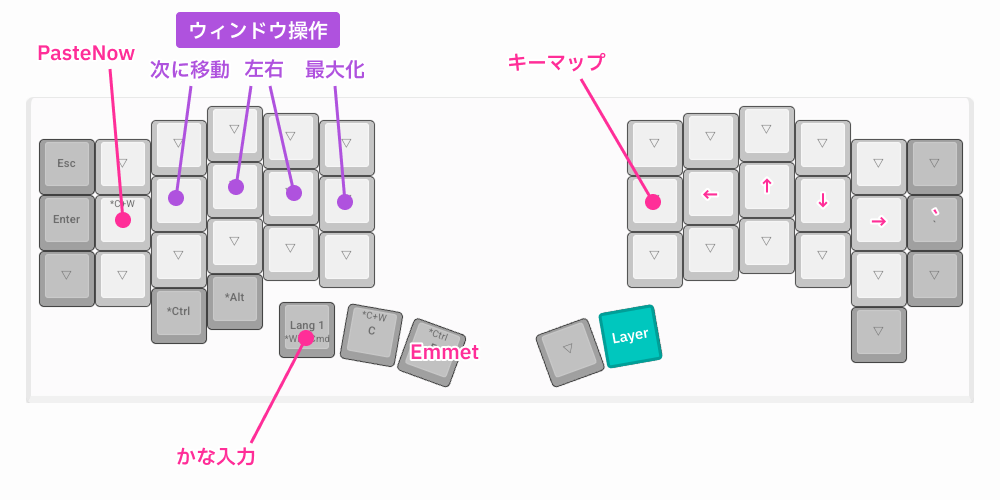 ウィンドウ操作
PasteNow
次に移動
左右
最大化
キーマップ
Esc
*C+W
Enter
←
↑
↓
→
*Ctrl
*Alt
Lang 1
*C+W
C
*Ctrl
Emmet
Layer
かな入力